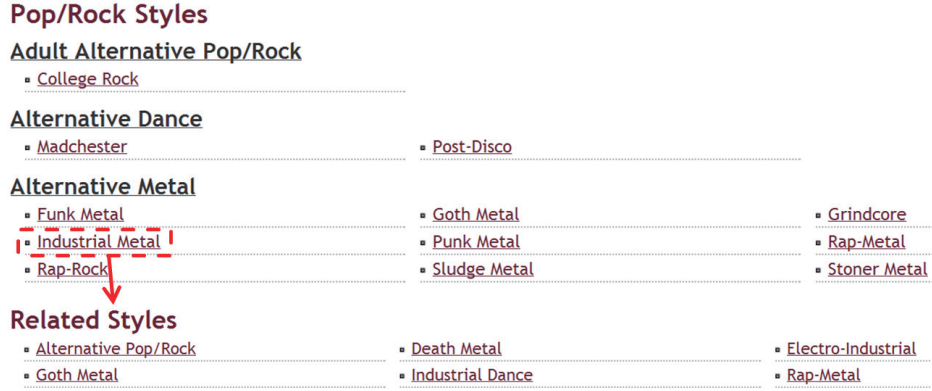 Pop/Rock Styles
Adult Alternative Pop/Rock
College Rock
Alternative Dance
Madchester Post-Disco
Alternative Metal
Funk Metal Goth Metal Grindcore
Industrial Metal Punk Metal Rap-Metal
Rap-Rock Sludge Metal Stoner Metal
Related Styles
Alternative Pop/Rock Death Metal Electro-Industrial
Goth Metal Industrial Dance Rap-Metal